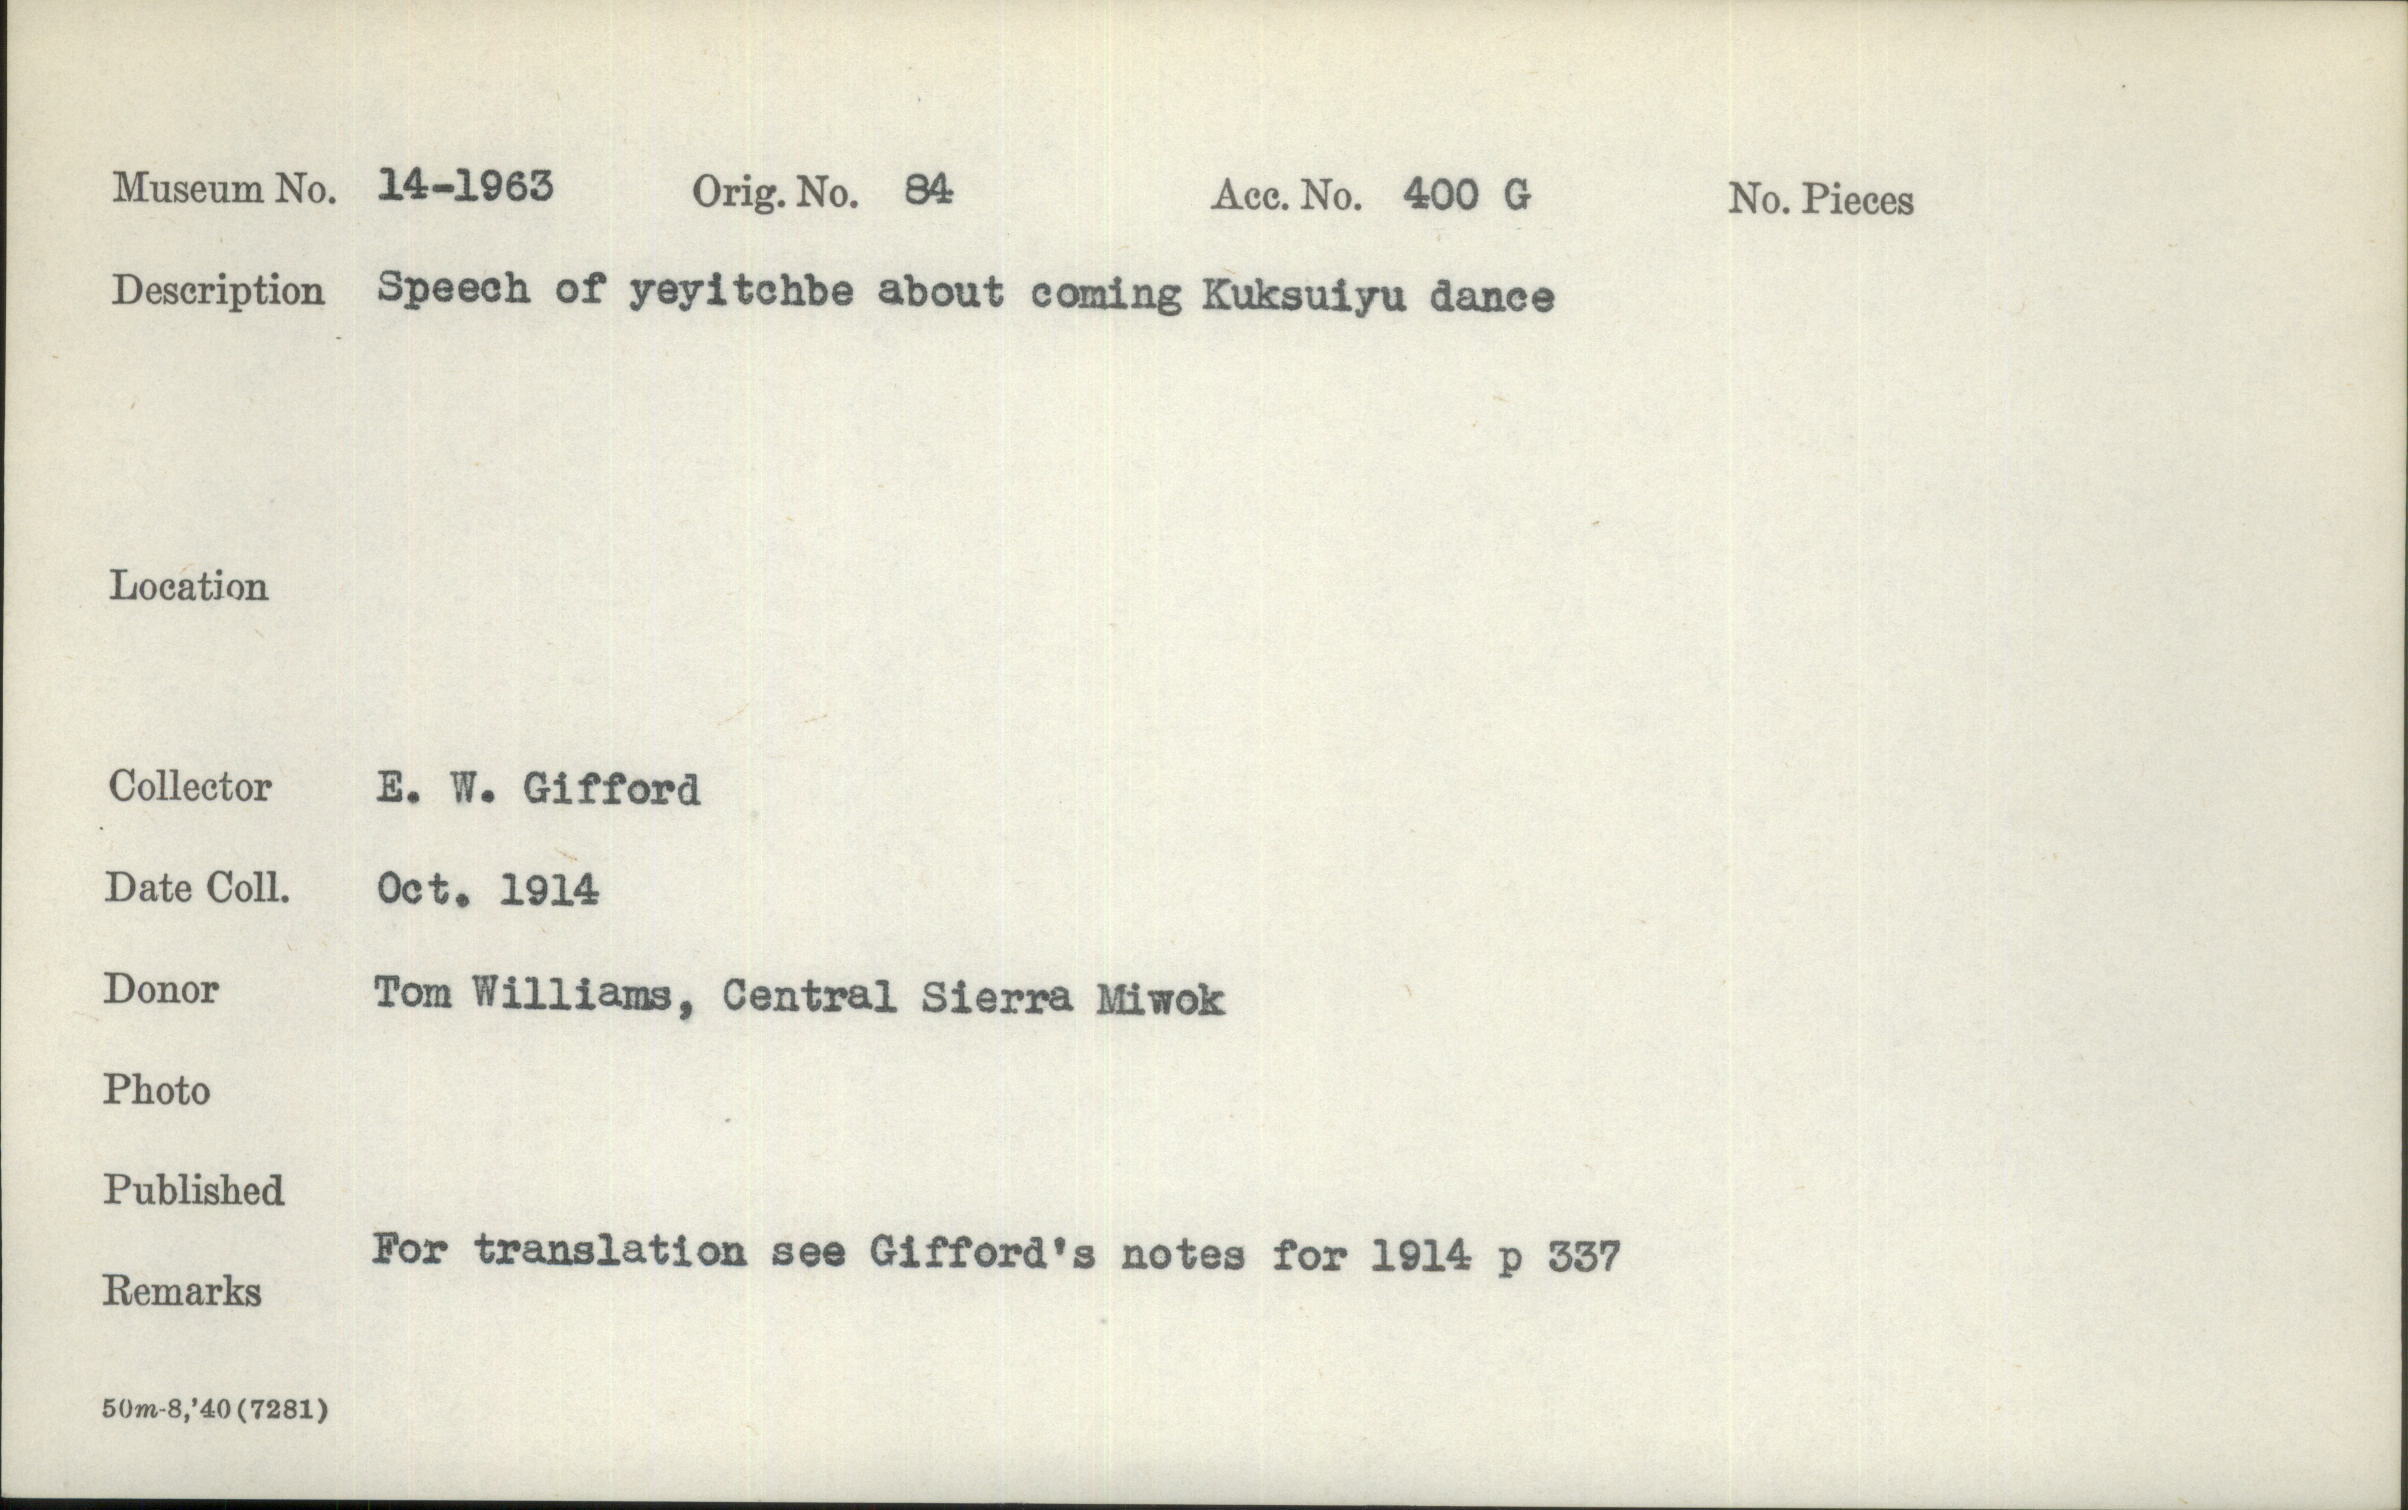 Museum No. 14-1963 Orig. No. 84 Acc. No. 400 G No. Pieces
Description Speech of yeyitchbe about coming Kuksuiyu dance
Location
Collector E. W. Gifford
Date Coll. Oct. 1914
Donor Tom Williams, Central Sierra Miwok
Photo
Published
For translation see Gifford's notes for 1914 p 337
Remarks
50m-8,'40(7281)